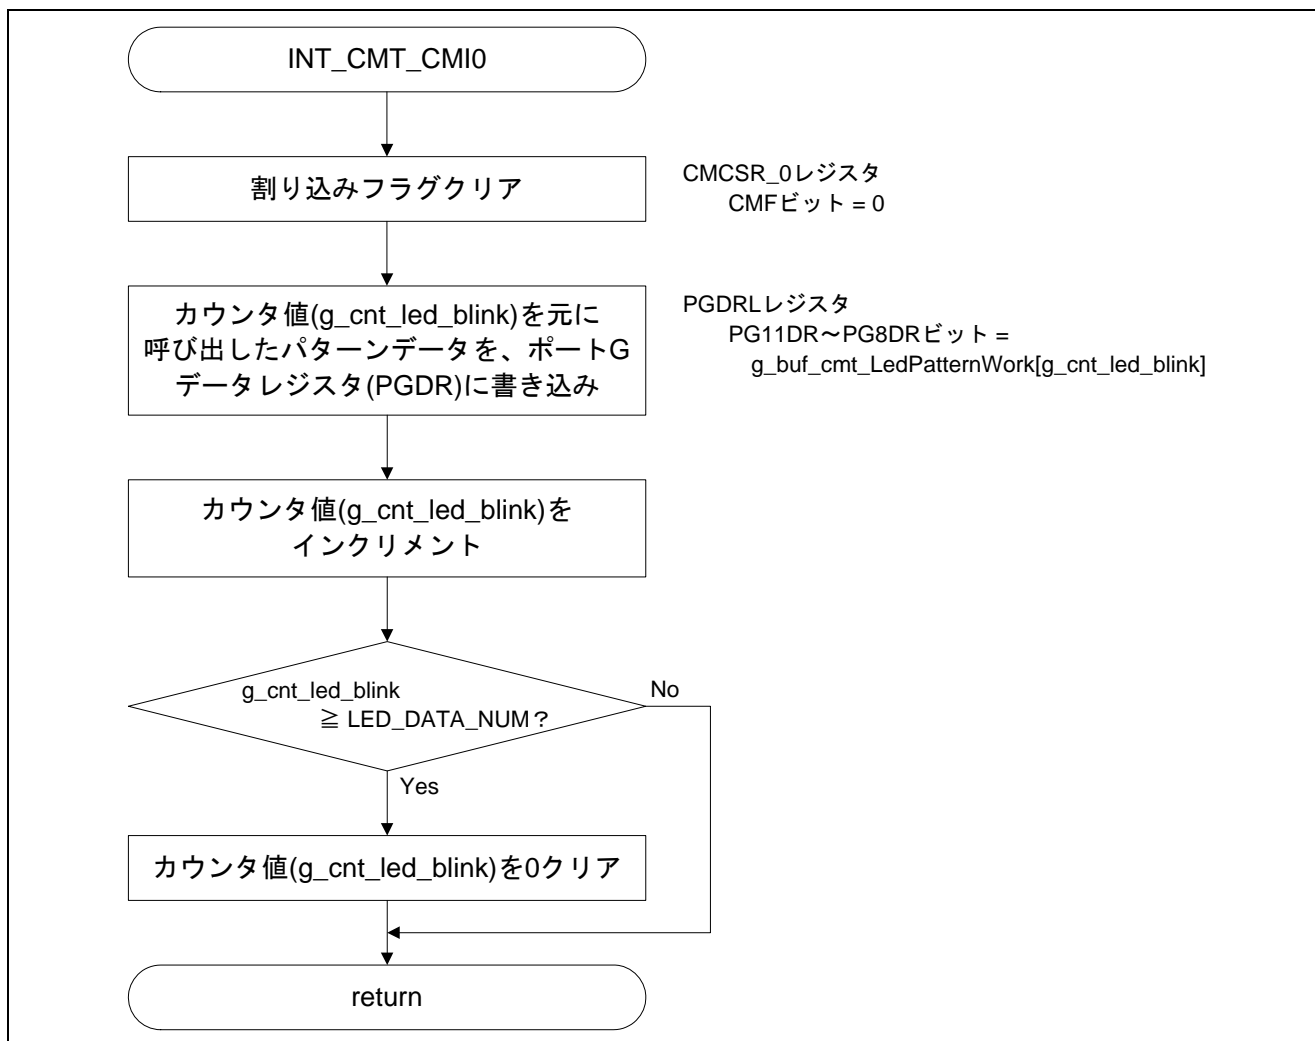 INT_CMT_CMI0
割り込みフラグクリア
CMCSR_0レジスタ
CMFビット = 0
カウンタ値(g_cnt_led_blink)を元に
呼び出したパターンデータを、ポートG
データレジスタ(PGDR)に書き込み
PGDRLレジスタ
PG11DR～PG8DRビット =
g_buf_cmt_LedPatternWork[g_cnt_led_blink]
カウンタ値(g_cnt_led_blink)を
インクリメント
g_cnt_led_blink
≧ LED_DATA_NUM？
No
Yes
カウンタ値(g_cnt_led_blink)を0クリア
return